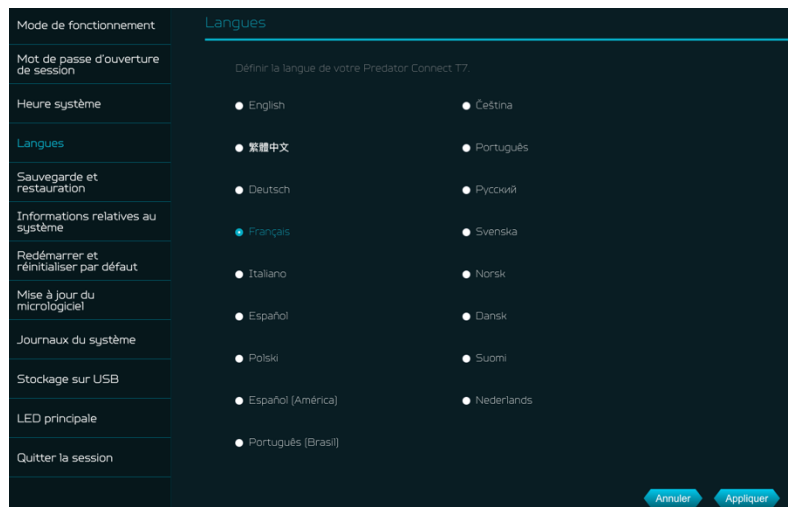 Mode de fonctionnement
Mot de passe d'ouverture
de session
Heure système
Langues
Sauvegarde et
restauration
Informations relatives au
système
Redémarrer et
réinitialiser par défaut
Mise à jour du
micrologiciel
Journaux du système
Stockage sur USB
LED principale
Quitter la session
Langues
Définir la langue de votre Predator Connect T7.
English
Čeština
繁體中文
Português
Deutsch
Русский
Français
Svenska
Italiano
Norsk
Español
Dansk
Polski
Suomi
Español (América)
Nederlands
Português (Brasil)
Annuler
Appliquer